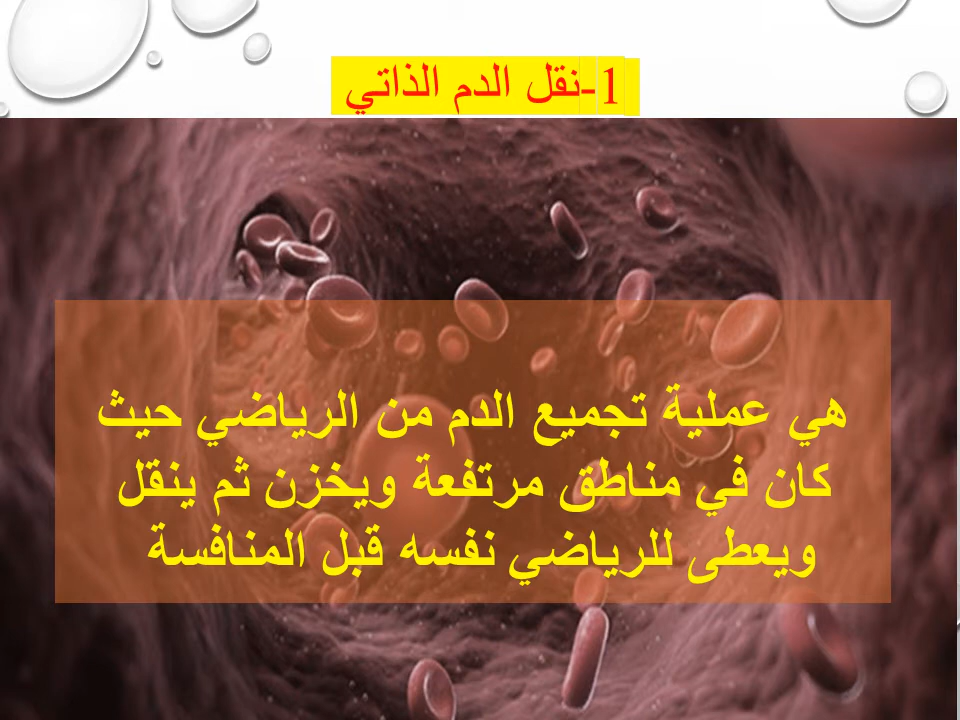 1-نقل الدم الذاتي
هي عملية تجميع الدم من الرياضي حيث
كان في مناطق مرتفعة ويخزن ثم ينقل
ويعطى للرياضي نفسه قبل المنافسة